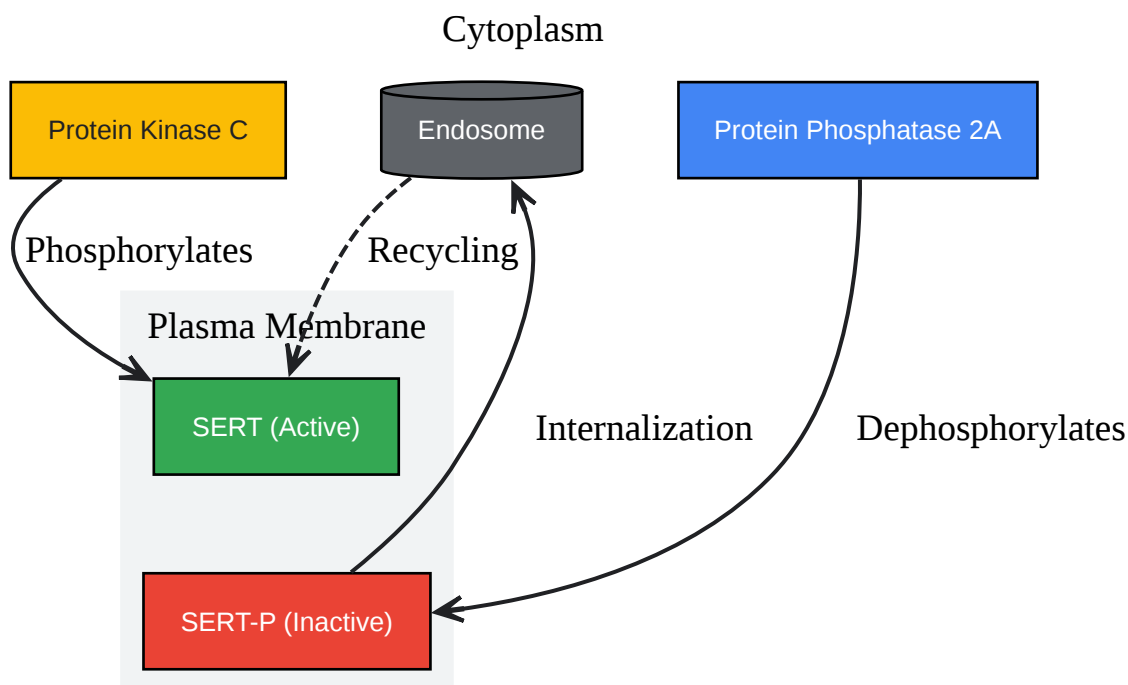 Cytoplasm
Protein Kinase C
Endosome
Protein Phosphatase 2A
Phosphorylates
Recycling
Plasma Membrane
SERT (Active)
Internalization
Dephosphorylates
SERT-P (Inactive)